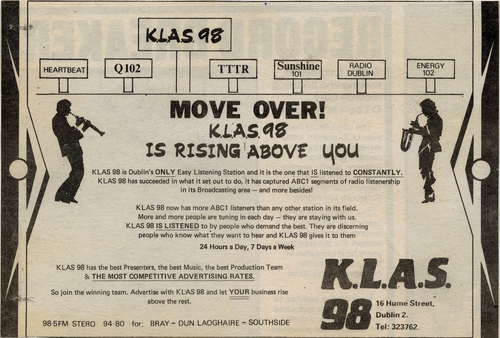 K.L.A.S. 98
HEARTBEAT
Q102
TTTR
Sunshine
101
RADIO
DUBLIN
ENERGY
102
MOVE OVER!
K.L.A.S. 98
IS RISING ABOVE YOU
KLAS 98 is Dublin's ONLY Easy Listening Station and it is the one that IS listened to CONSTANTLY.
KLAS 98 has succeeded in what it set out to do, it has captured ABC1 segments of radio listenership
in its Broadcasting area — and more besides!
KLAS 98 now has more ABC1 listeners than any other station in its field.
More and more people are tuning in each day — they are staying with us.
KLAS 98 IS LISTENED to by people who demand the best. They are discerning
people who know what they want to hear and KLAS 98 gives it to them
24 Hours a Day, 7 Days a Week
KLAS 98 has the best Presenters, the best Music, the best Production Team
& THE MOST COMPETITIVE ADVERTISING RATES.
So join the winning team. Advertise with KLAS 98 and let YOUR business rise
above the rest.
98·5FM STERO 94·80 for; BRAY — DUN LAOGHAIRE — SOUTHSIDE
K.L.A.S.
98
16 Hume Street,
Dublin 2.
Tel: 323762.